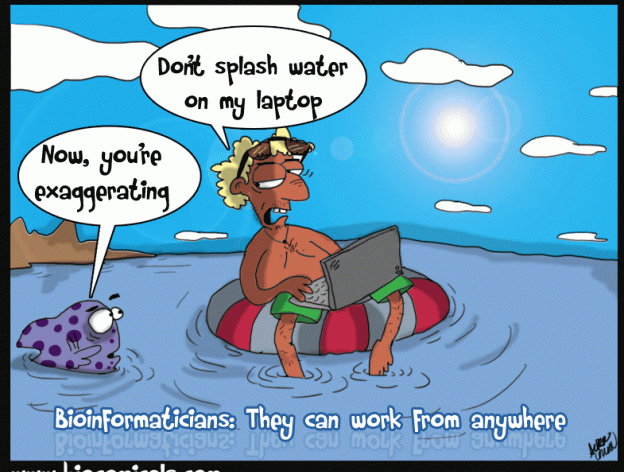 Don't splash water
on my laptop
Now, you're
exaggerating
Bioinformaticians: They can work from anywhere